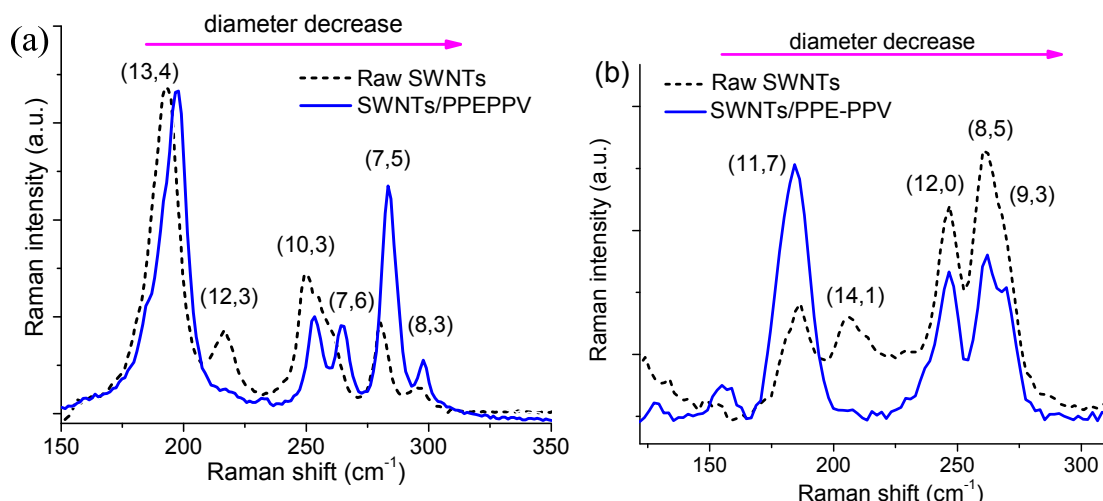 (a)
diameter decrease
(13,4)
Raw SWNTs
SWNTs/PPEPPV
(7,5)
(10,3)
(12,3)
(7,6)
(8,3)
Raman intensity (a.u.)
150 200 250 300 350
Raman shift (cm⁻¹)
(b)
diameter decrease
Raw SWNTs
SWNTs/PPE-PPV
(8,5)
(11,7)
(12,0)
(9,3)
(14,1)
Raman intensity (a.u.)
150 200 250 300
Raman shift (cm⁻¹)